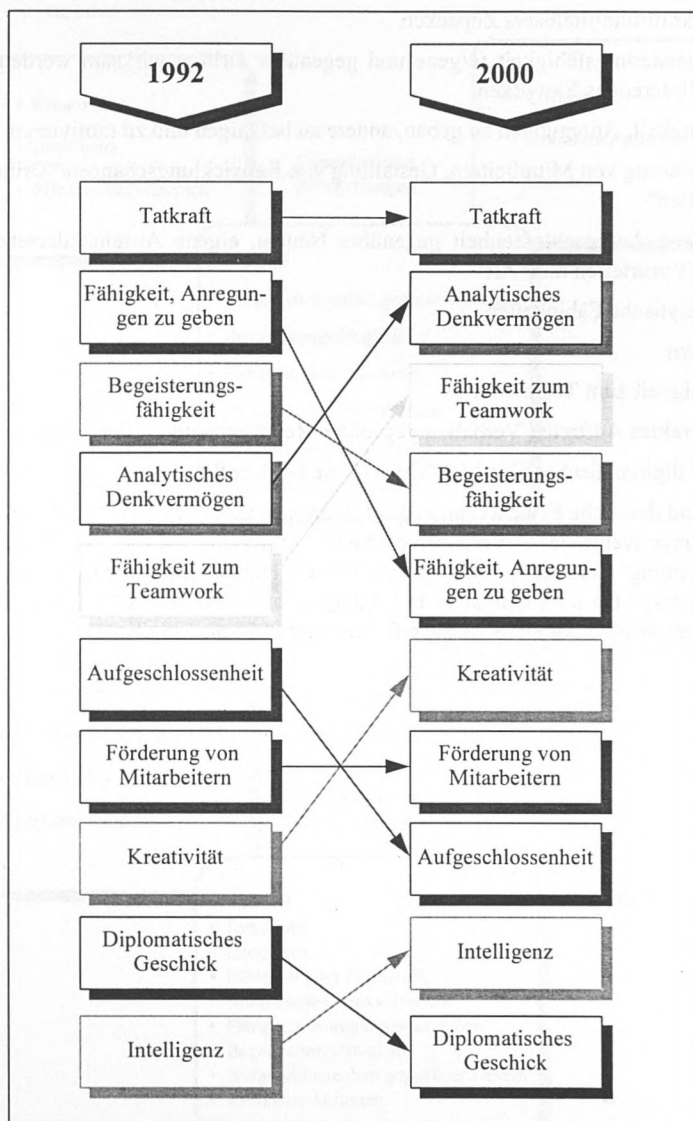 1992
2000
Tatkraft
Tatkraft
Fähigkeit, Anregun-
gen zu geben
Analytisches
Denkvermögen
Begeisterungs-
fähigkeit
Fähigkeit zum
Teamwork
Analytisches
Denkvermögen
Begeisterungs-
fähigkeit
Fähigkeit zum
Teamwork
Fähigkeit, Anregun-
gen zu geben
Aufgeschlossenheit
Kreativität
Förderung von
Mitarbeitern
Förderung von
Mitarbeitern
Kreativität
Aufgeschlossenheit
Diplomatisches
Geschick
Intelligenz
Intelligenz
Diplomatisches
Geschick